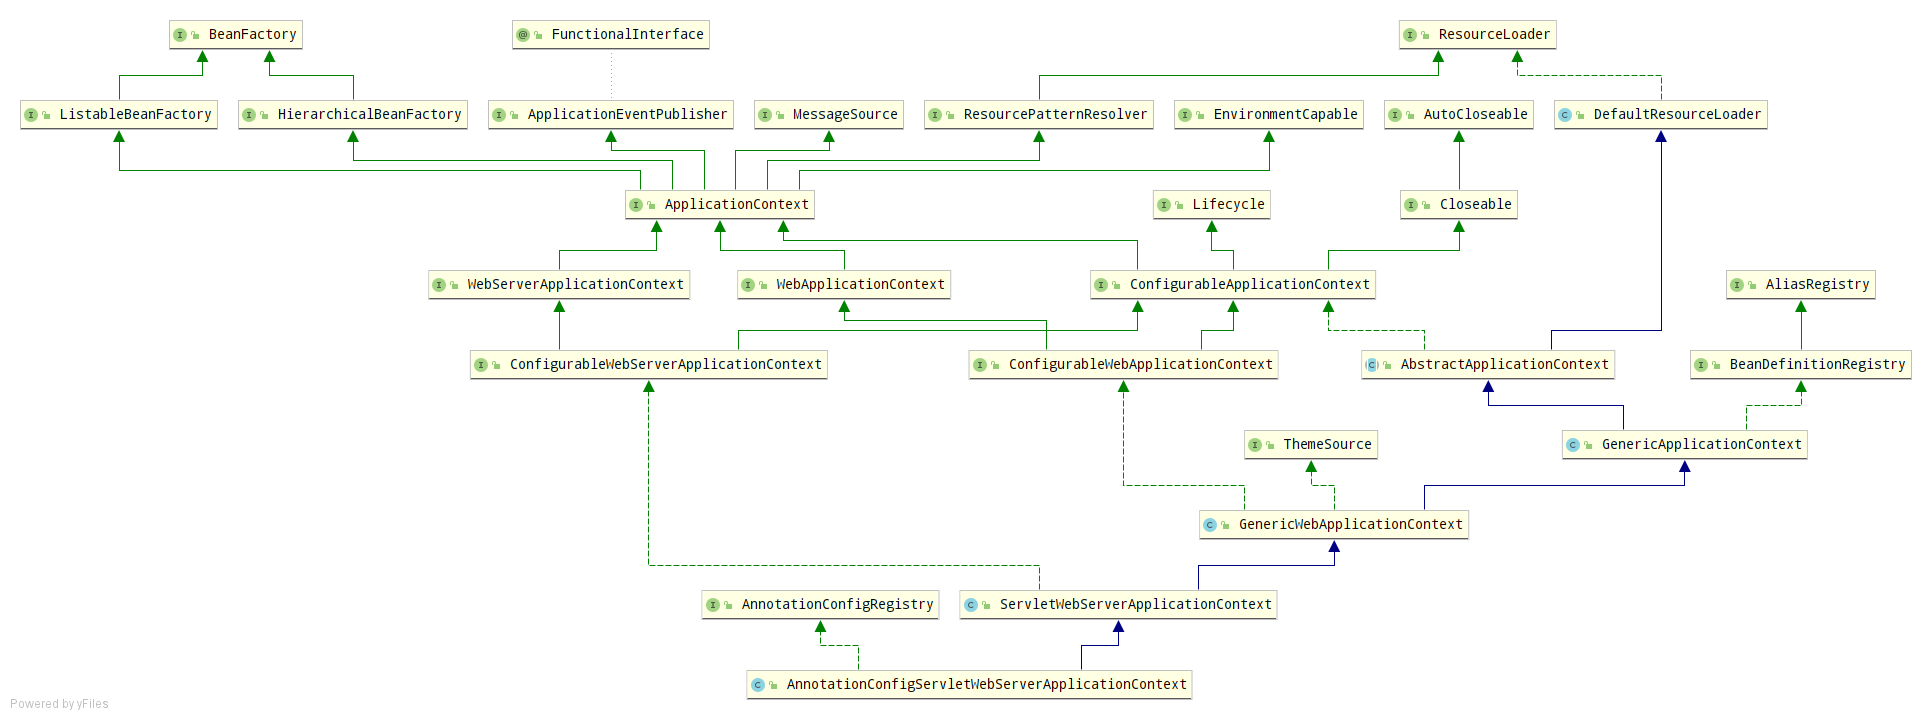 BeanFactory
FunctionalInterface
ResourceLoader
ListableBeanFactory
HierarchicalBeanFactory
ApplicationEventPublisher
MessageSource
ResourcePatternResolver
EnvironmentCapable
AutoCloseable
DefaultResourceLoader
ApplicationContext
Lifecycle
Closeable
WebServerApplicationContext
WebApplicationContext
ConfigurableApplicationContext
AliasRegistry
ConfigurableWebServerApplicationContext
ConfigurableWebApplicationContext
AbstractApplicationContext
BeanDefinitionRegistry
ThemeSource
GenericApplicationContext
GenericWebApplicationContext
AnnotationConfigRegistry
ServletWebServerApplicationContext
AnnotationConfigServletWebServerApplicationContext
Powered by yFiles